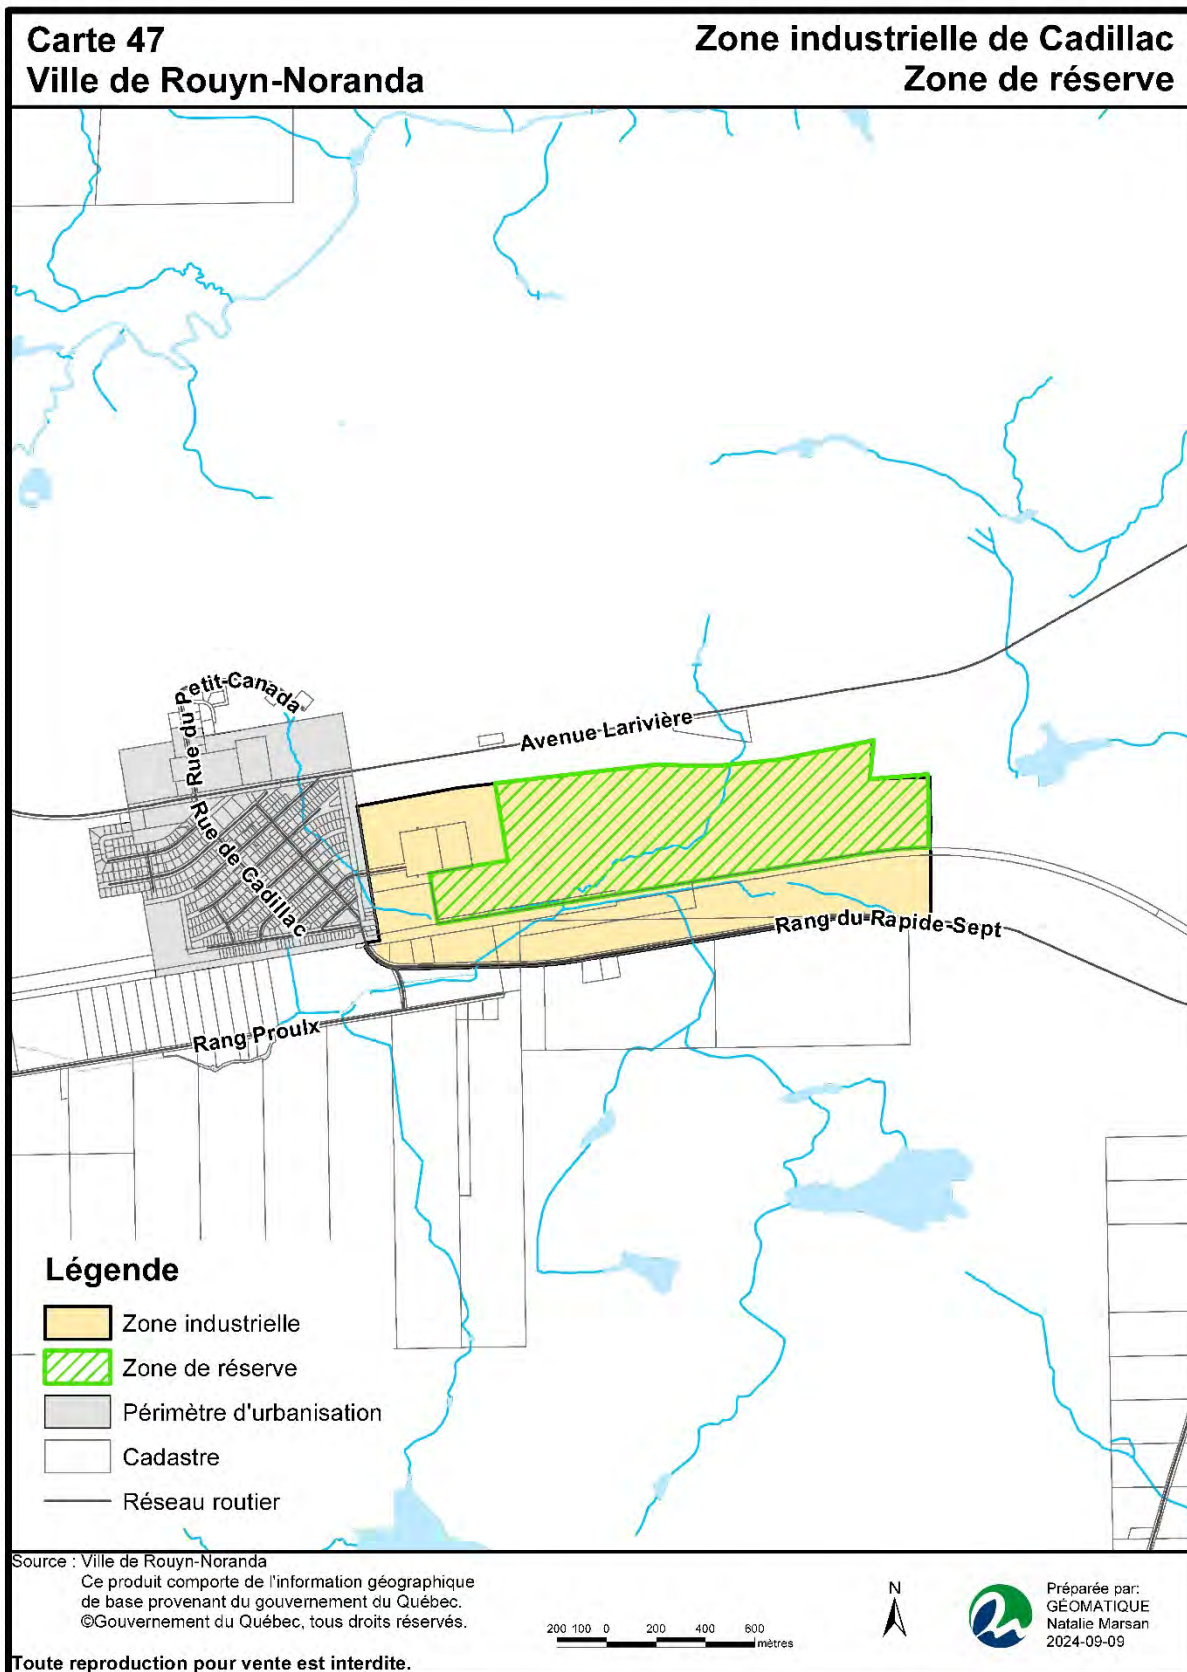 Carte 47
Ville de Rouyn-Noranda
Zone industrielle de Cadillac
Zone de réserve
Rue du Petit-Canada
Avenue Larivière
Rue de Cadillac
Rang du Rapide-Sept
Rang Proulx
Légende
Zone industrielle
Zone de réserve
Périmètre d'urbanisation
Cadastre
Réseau routier
Source : Ville de Rouyn-Noranda
Ce produit comporte de l'information géographique
de base provenant du gouvernement du Québec.
©Gouvernement du Québec, tous droits réservés.
Toute reproduction pour vente est interdite.
200 100 0 200 400 600
mètres
N
Préparée par:
GÉOMATIQUE
Natalie Marsan
2024-09-09